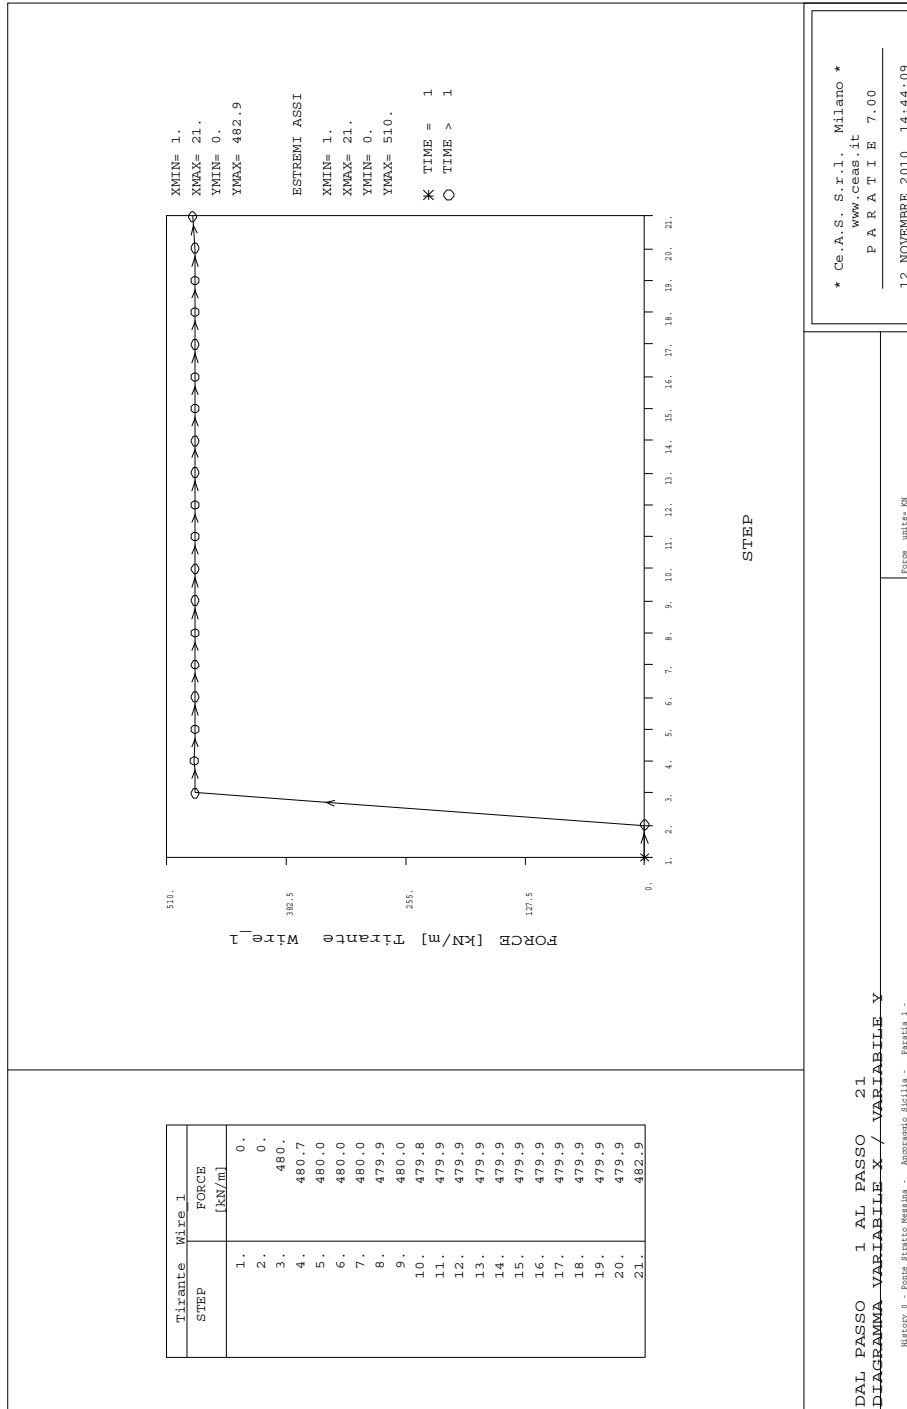 Tirante Wire_1
STEP FORCE
[kN/m]
1. 0.
2. 0.
3. 480.
4. 480.7
5. 480.0
6. 480.0
7. 480.0
8. 479.9
9. 480.0
10. 479.8
11. 479.9
12. 479.9
13. 479.9
14. 479.9
15. 479.9
16. 479.9
17. 479.9
18. 479.9
19. 479.9
20. 479.9
21. 482.9
FORCE [kN/m] Tirante Wire_1
510.
382.5
255.
127.5
0.
1. 2. 3. 4. 5. 6. 7. 8. 9. 10. 11. 12. 13. 14. 15. 16. 17. 18. 19. 20. 21.
STEP
XMIN= 1.
XMAX= 21.
YMIN= 0.
YMAX= 482.9
ESTREMI ASSI
XMIN= 1.
XMAX= 21.
YMIN= 0.
YMAX= 510.
TIME = 1
TIME > 1
DAL PASSO 1 AL PASSO 21
DIAGRAMMA VARIABILE X / VARIABILE Y
History 0 - Ponte Stratto Messina - Ancoraggio Sicilia - Paratia 1 -
Force units= KN
* Ce.A.S. S.r.l. Milano *
www.ceas.it
P A R A T I E 7.00
12 NOVEMBRE 2010 14:44:09